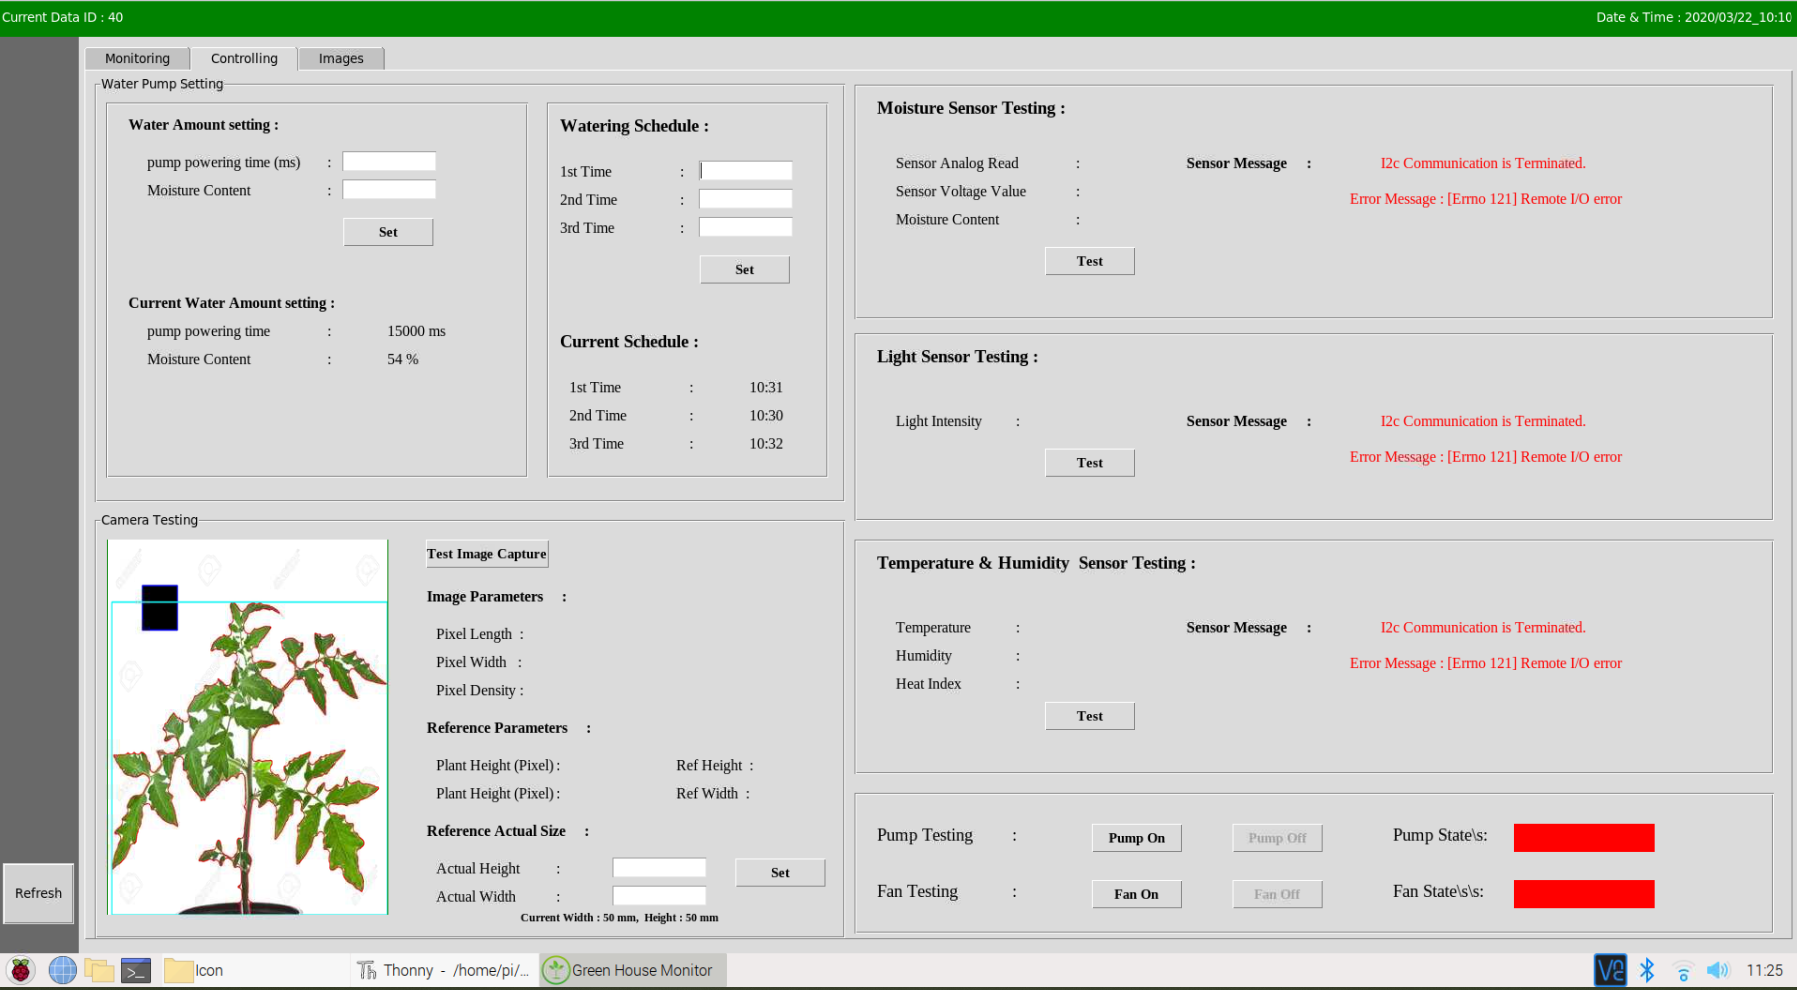 Current Data ID : 40
Date & Time : 2020/03/22_10:10
Monitoring
Controlling
Images
Water Pump Setting
Water Amount setting :
pump powering time (ms) :
Moisture Content :
Set
Current Water Amount setting :
pump powering time : 15000 ms
Moisture Content : 54 %
Watering Schedule :
1st Time :
2nd Time :
3rd Time :
Set
Current Schedule :
1st Time : 10:31
2nd Time : 10:30
3rd Time : 10:32
Moisture Sensor Testing :
Sensor Analog Read :
Sensor Voltage Value :
Moisture Content :
Sensor Message : I2c Communication is Terminated.
Error Message : [Errno 121] Remote I/O error
Test
Light Sensor Testing :
Light Intensity :
Sensor Message : I2c Communication is Terminated.
Error Message : [Errno 121] Remote I/O error
Test
Camera Testing
Test Image Capture
Image Parameters :
Pixel Length :
Pixel Width :
Pixel Density :
Reference Parameters :
Plant Height (Pixel) : Ref Height :
Plant Height (Pixel) : Ref Width :
Reference Actual Size :
Actual Height :
Actual Width :
Set
Current Width : 50 mm, Height : 50 mm
Temperature & Humidity Sensor Testing :
Temperature :
Humidity :
Heat Index :
Sensor Message : I2c Communication is Terminated.
Error Message : [Errno 121] Remote I/O error
Test
Pump Testing : Pump On Pump Off Pump State\s:
Fan Testing : Fan On Fan Off Fan State\s\s:
Refresh
Icon
Thonny - /home/pi/...
Green House Monitor
11:25